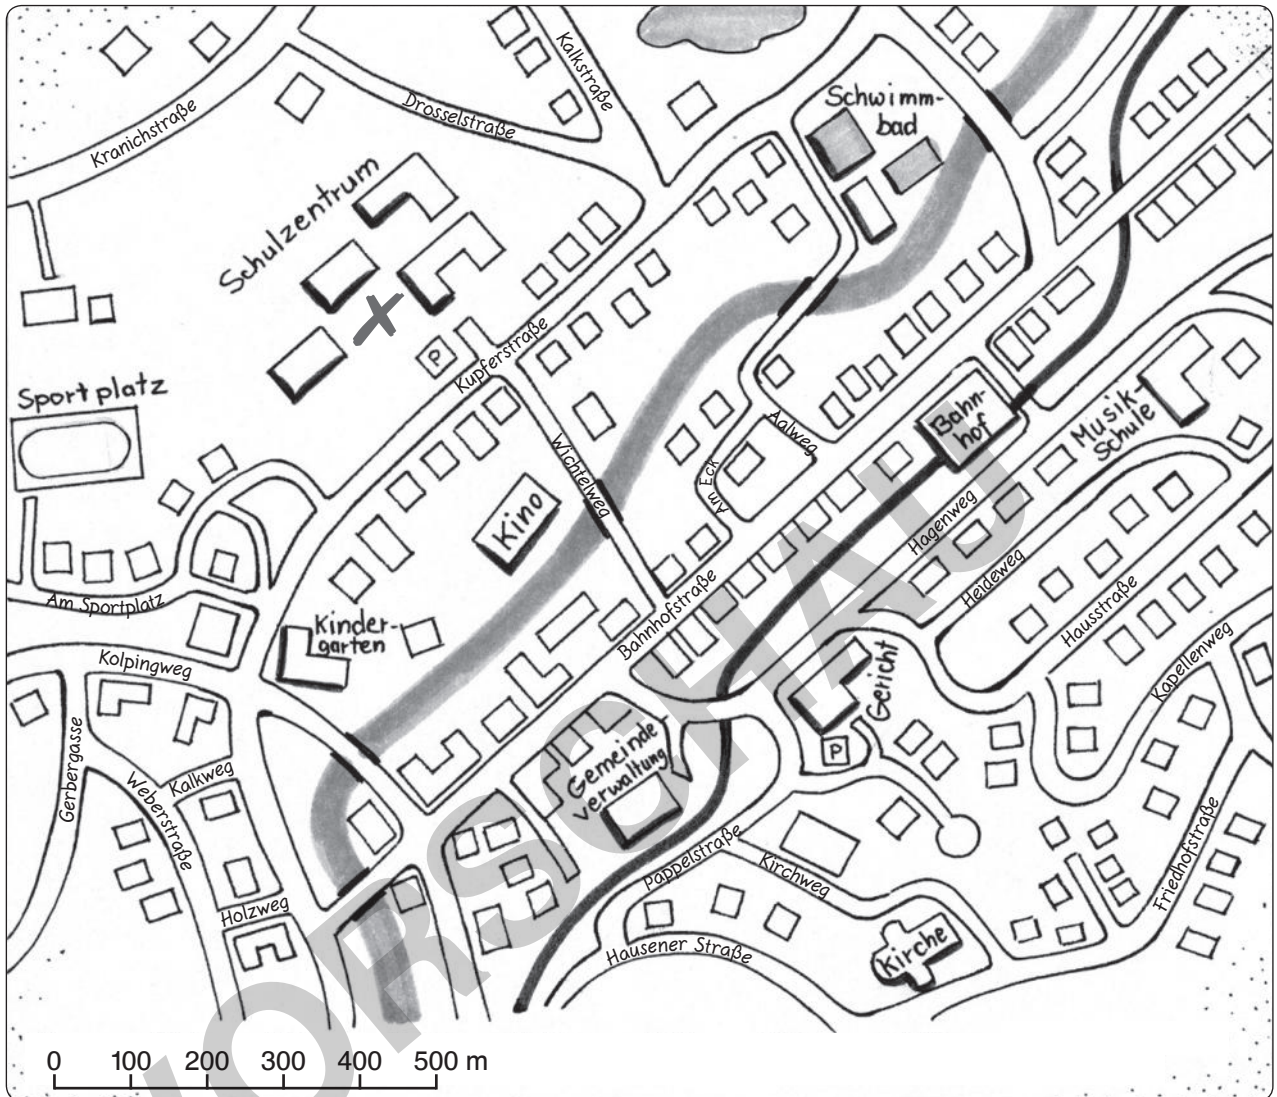 Kalkstraße
Schwimm-
bad
Kranichstraße
Drosselstraße
Schulzentrum
P
Kupferstraße
Sportplatz
Bahn-
hof
Musik-
Schule
Aalweg
Wichtelweg
Am Eck
Kino
Hagenweg
Heideweg
Hausstraße
Am Sportplatz
Kinder-
garten
Bahnhofstraße
Kapellenweg
Kolpingweg
Gericht
P
Gerbergasse
Weberstraße
Kalkweg
Gemeinde
verwaltung
Pappelstraße
Kirchweg
Friedhofstraße
Holzweg
Hausener Straße
Kirche
VORSCHAU
0 100 200 300 400 500 m